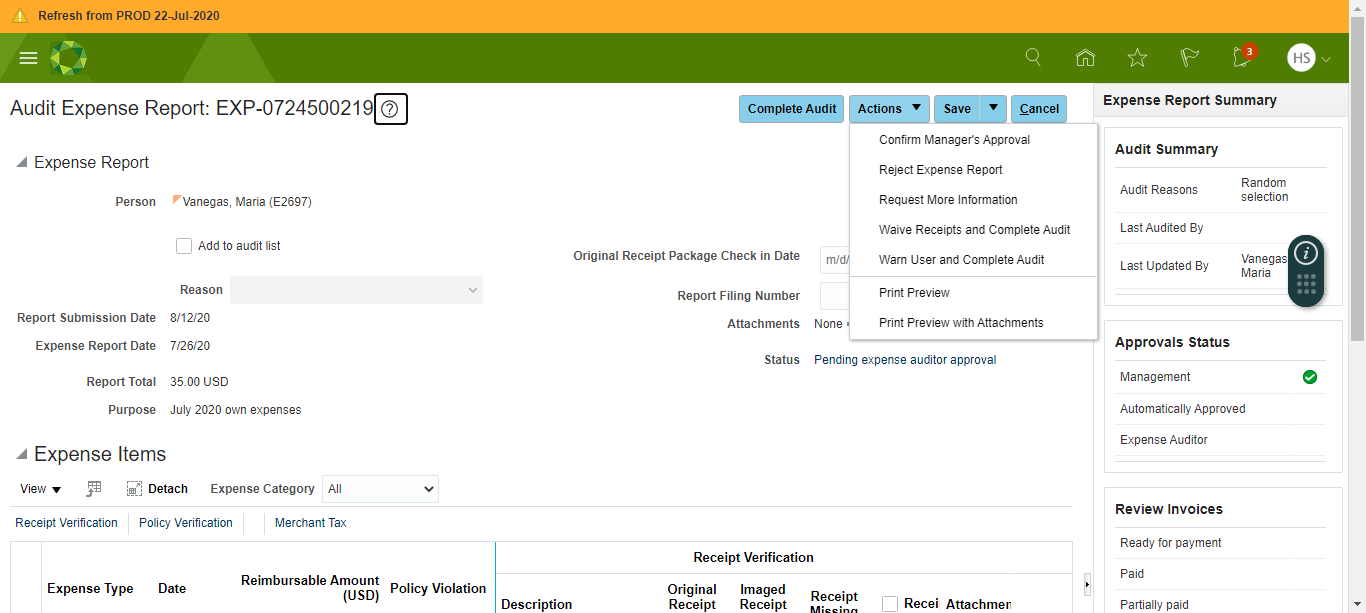 Refresh from PROD 22-Jul-2020
3
HS
Audit Expense Report: EXP-0724500219
Complete Audit
Actions
Save
Cancel
Confirm Manager's Approval
Reject Expense Report
Request More Information
Waive Receipts and Complete Audit
Warn User and Complete Audit
Print Preview
Print Preview with Attachments
Expense Report
Person Vanegas, Maria (E2697)
Add to audit list
Reason
Report Submission Date 8/12/20
Expense Report Date 7/26/20
Report Total 35.00 USD
Purpose July 2020 own expenses
Original Receipt Package Check in Date m/d/
Report Filing Number
Attachments None
Status Pending expense auditor approval
Expense Items
View Detach Expense Category All
Receipt Verification Policy Verification Merchant Tax
Receipt Verification
Expense Type Date Reimbursable Amount (USD) Policy Violation
Description Original Receipt Imaged Receipt Receipt Missing Recei Attachmen
Expense Report Summary
Audit Summary
Audit Reasons Random selection
Last Audited By
Last Updated By Vanegas Maria
Approvals Status
Management
Automatically Approved
Expense Auditor
Review Invoices
Ready for payment
Paid
Partially paid